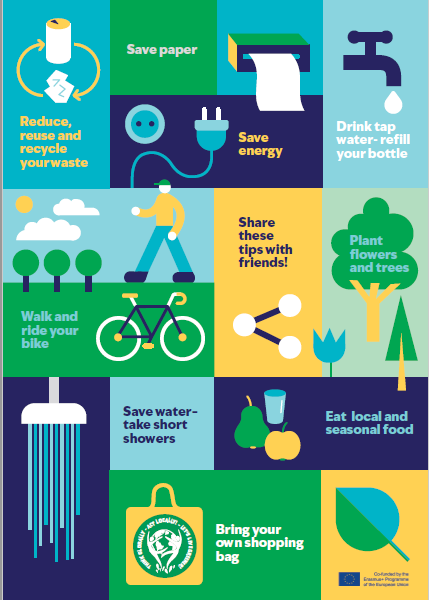 Save paper
Reduce,
reuse and
recycle
your waste
Save
energy
Drink tap
water- refill
your bottle
Share
these
tips with
friends!
Plant
flowers
and trees
Walk and
ride your
bike
Save water-
take short
showers
Eat local and
seasonal food
Bring your
own shopping
bag
Co-funded by the
Erasmus+ Programme
of the European Union